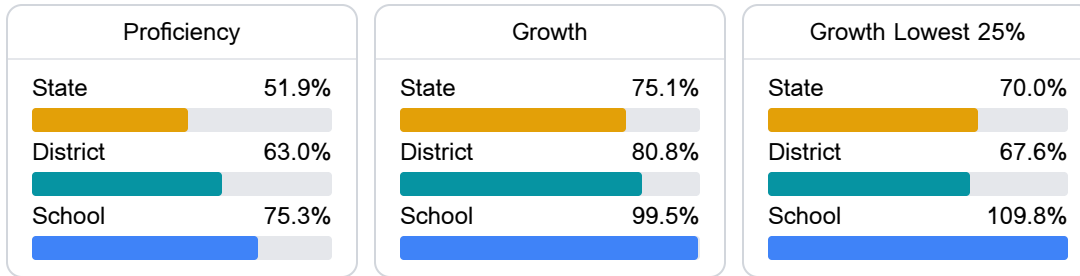 Proficiency
State 51.9%
District 63.0%
School 75.3%
Growth
State 75.1%
District 80.8%
School 99.5%
Growth Lowest 25%
State 70.0%
District 67.6%
School 109.8%